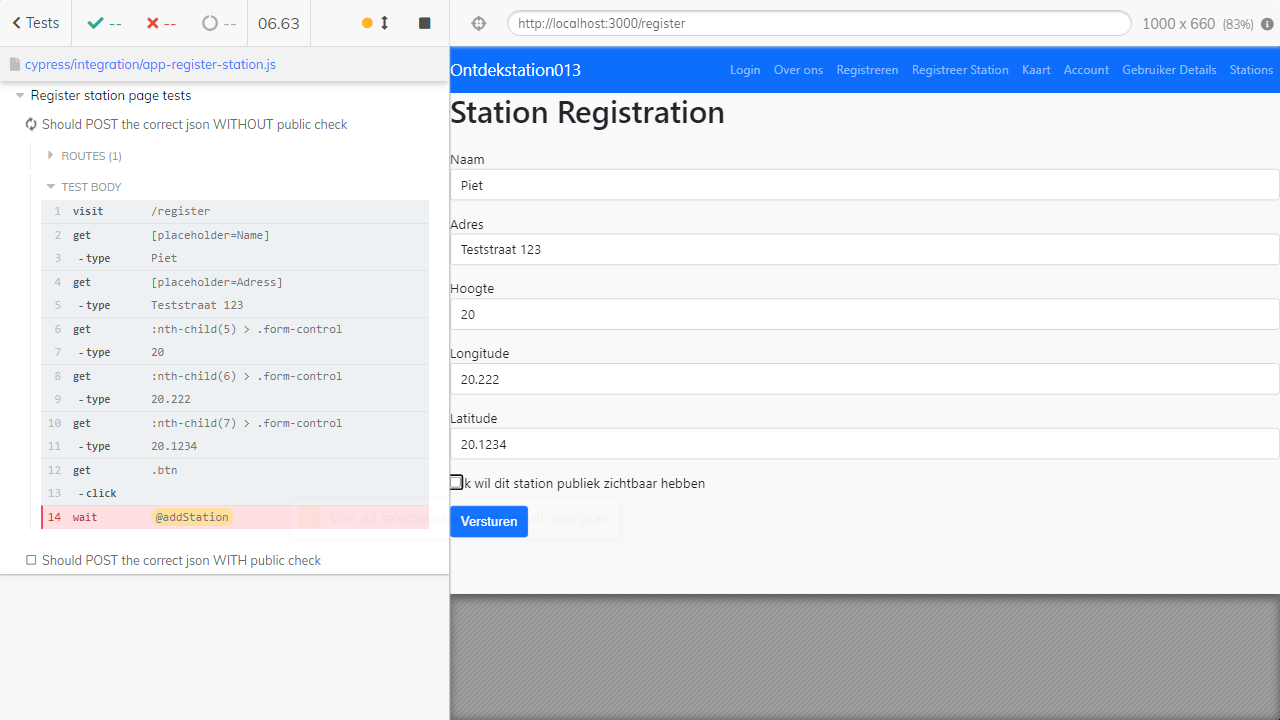 Tests
--
--
--
06.63
http://localhost:3000/register
1000 x 660 (83%)
cypress/integration/app-register-station.js
Register station page tests
Should POST the correct json WITHOUT public check
ROUTES (1)
TEST BODY
1 visit /register
2 get [placeholder=Name]
3 -type Piet
4 get [placeholder=Adress]
5 -type Teststraat 123
6 get :nth-child(5) > .form-control
7 -type 20
8 get :nth-child(6) > .form-control
9 -type 20.222
10 get :nth-child(7) > .form-control
11 -type 20.1234
12 get .btn
13 -click
14 wait @addStation
Should POST the correct json WITH public check
Ontdekstation013
Login Over ons Registreren Registreer Station Kaart Account Gebruiker Details Stations
Station Registration
Naam
Piet
Adres
Teststraat 123
Hoogte
20
Longitude
20.222
Latitude
20.1234
k wil dit station publiek zichtbaar hebben
Vink dit
Versturen